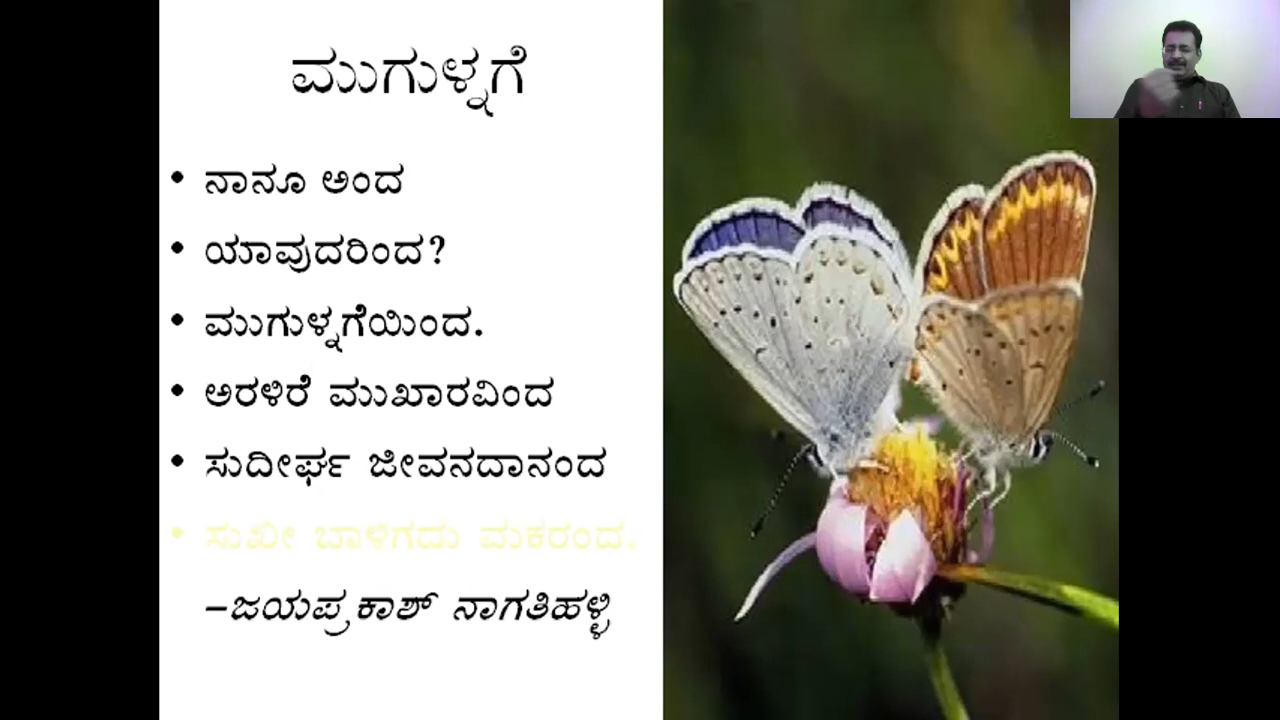 ಮುಗುಳ್ನಗೆ
• ನಾನೂ ಅಂದ
• ಯಾವುದರಿಂದ?
• ಮುಗುಳ್ನಗೆಯಿಂದ.
• ಅರಳಿರೆ ಮುಖಾರವಿಂದ
• ಸುದೀರ್ಘ ಜೀವನದಾನಂದ
• ಸುಖೀ ಬಾಳಿಗದು ಮಕರಂದ.
–ಜಯಪ್ರಕಾಶ್ ನಾಗತಿಹಳ್ಳಿ